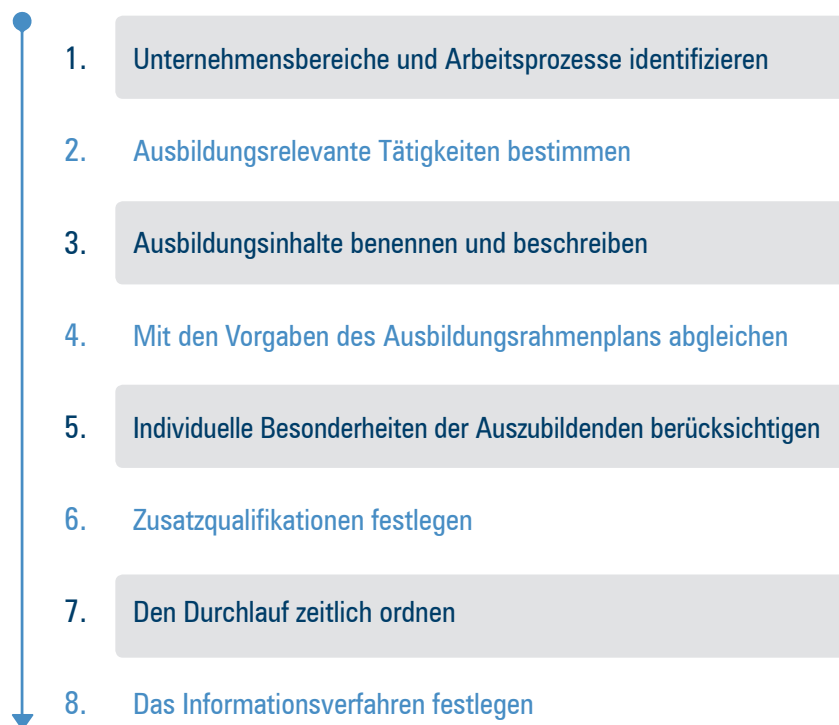 1. Unternehmensbereiche und Arbeitsprozesse identifizieren
2. Ausbildungsrelevante Tätigkeiten bestimmen
3. Ausbildungsinhalte benennen und beschreiben
4. Mit den Vorgaben des Ausbildungsrahmenplans abgleichen
5. Individuelle Besonderheiten der Auszubildenden berücksichtigen
6. Zusatzqualifikationen festlegen
7. Den Durchlauf zeitlich ordnen
8. Das Informationsverfahren festlegen